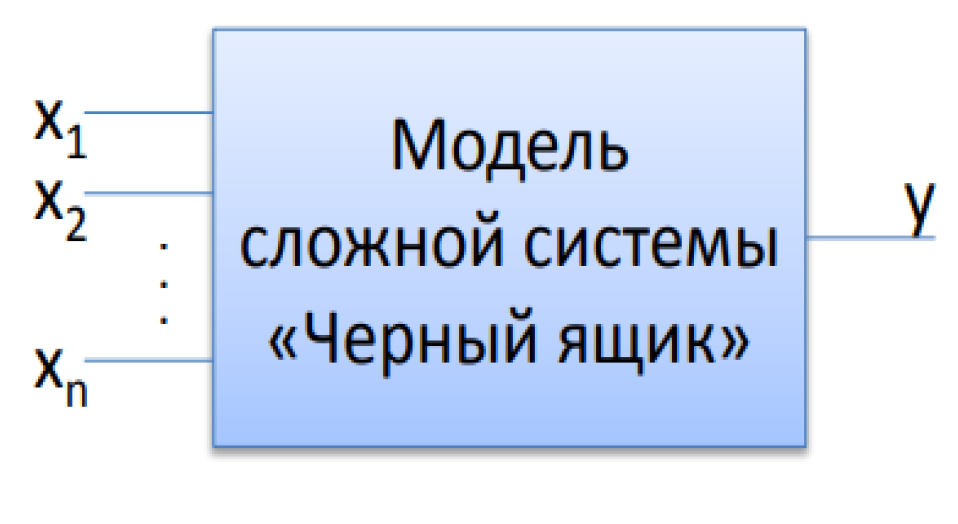 x₁
x₂
.
.
.
xₙ
Модель
сложной системы
«Черный ящик»
y